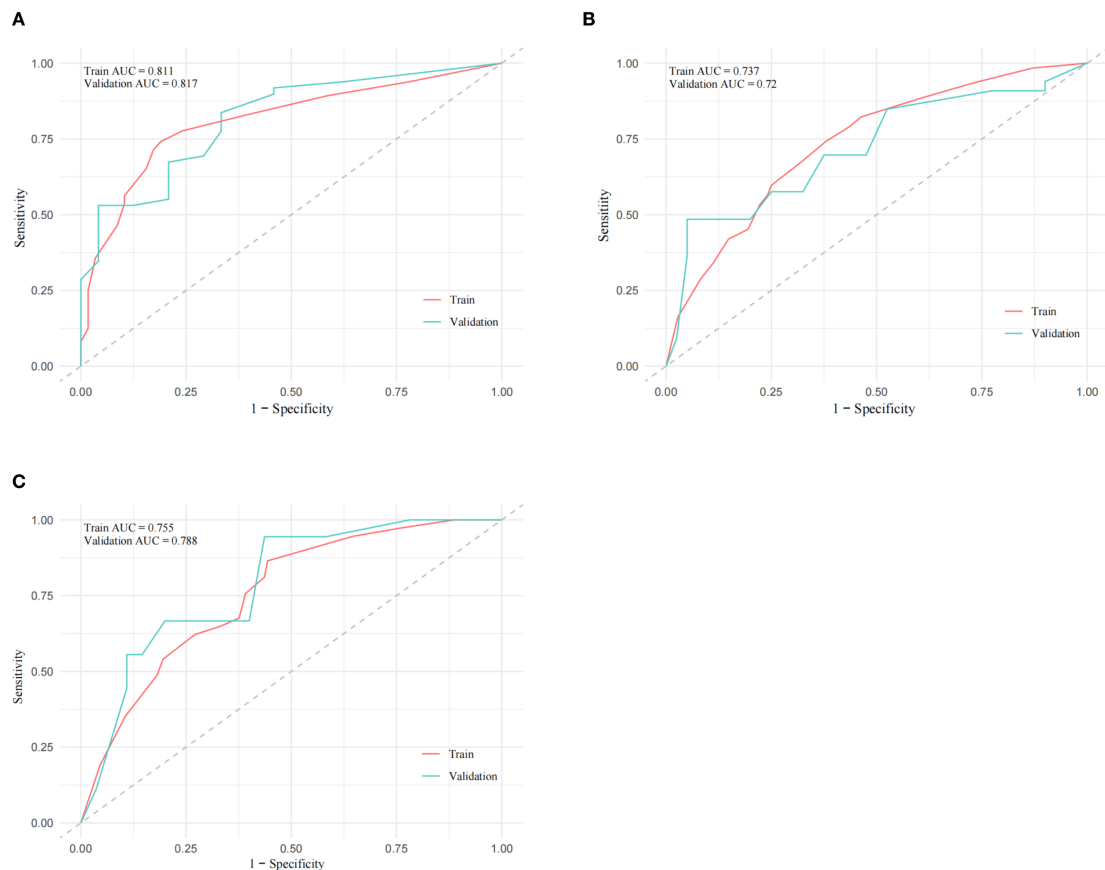 A
Train AUC = 0.811
Validation AUC = 0.817
1.00
0.75
0.50
0.25
0.00
Sensitivity
Train
Validation
0.00 0.25 0.50 0.75 1.00
1 − Specificity
B
Train AUC = 0.737
Validation AUC = 0.72
1.00
0.75
0.50
0.25
0.00
Sensitiity
Train
Validation
0.00 0.25 0.50 0.75 1.00
1 − Specificity
C
Train AUC = 0.755
Validation AUC = 0.788
1.00
0.75
0.50
0.25
0.00
Sensitivity
Train
Validation
0.00 0.25 0.50 0.75 1.00
1 − Specificity